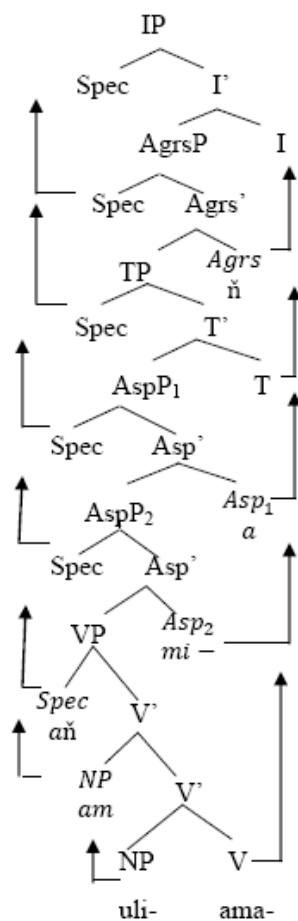 IP
Spec I’
AgrsP I
Spec Agrs’
TP Agrs
ň
Spec T’
AspP₁ T
Spec Asp’
AspP₂ Asp₁
a
Spec Asp’
VP Asp₂
mi –
Spec
aň V’
NP
am V’
NP V
uli- ama-